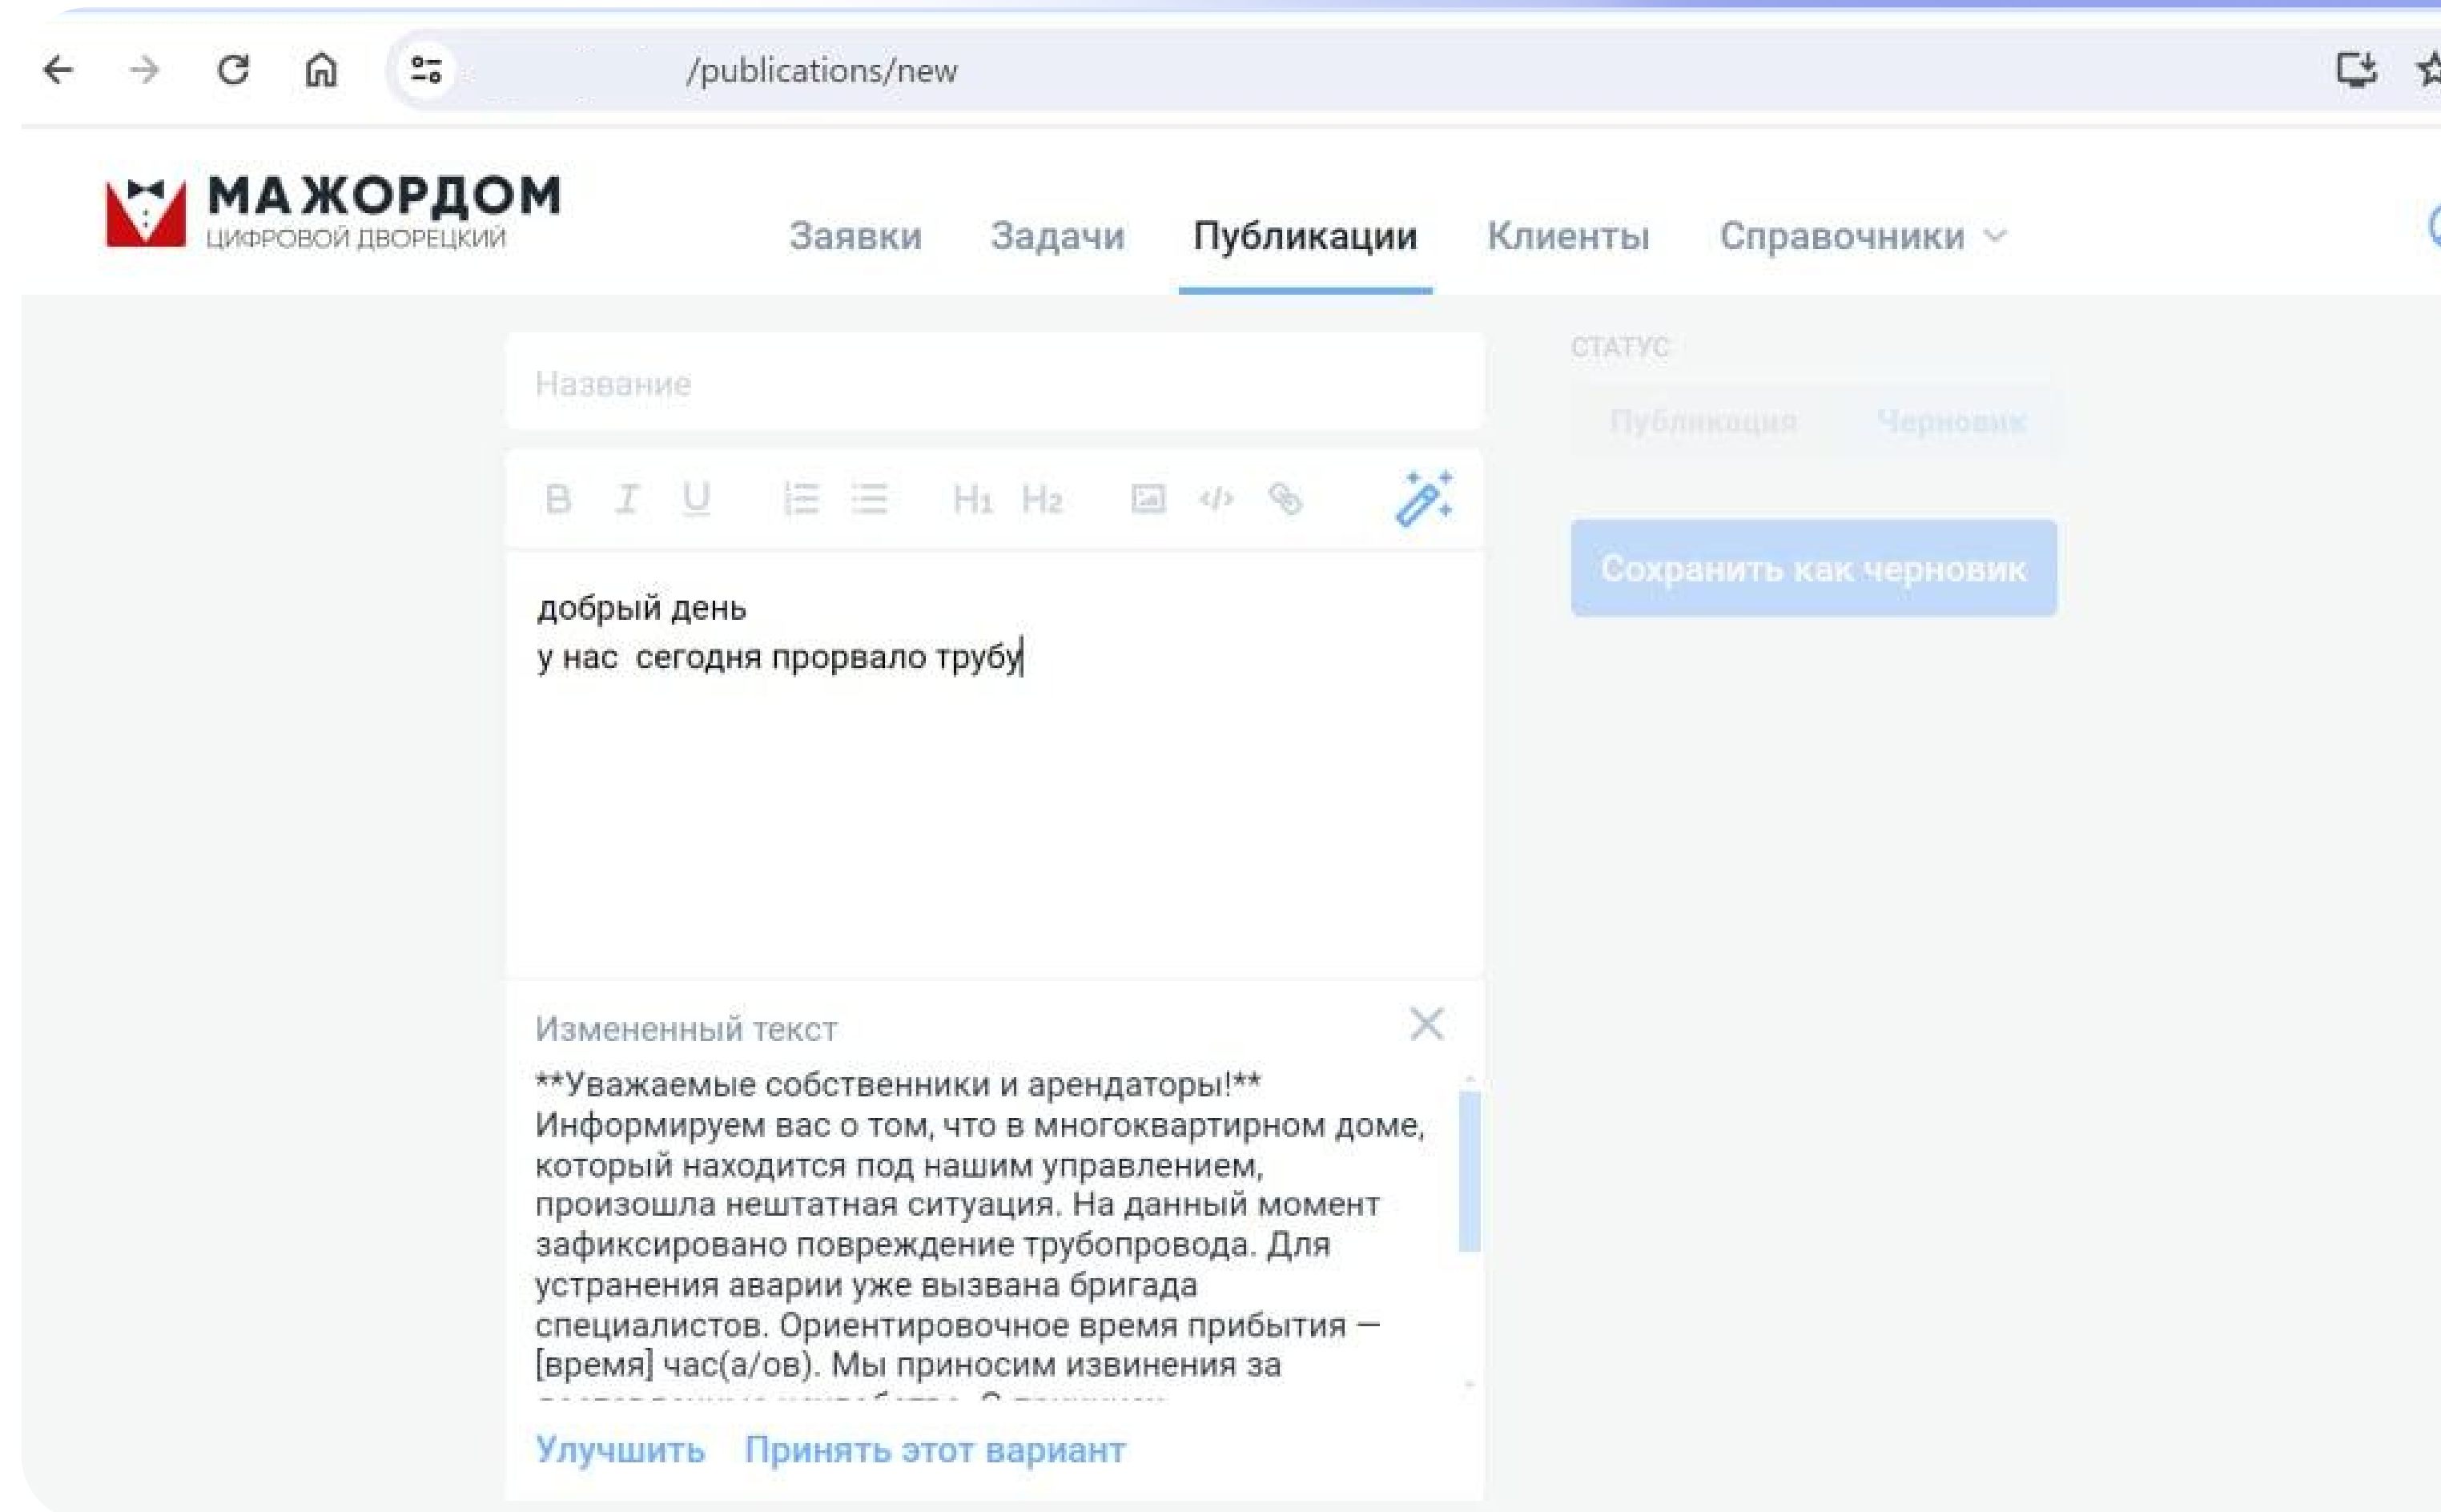 /publications/new
МАЖОРДОМ
ЦИФРОВОЙ ДВОРЕЦКИЙ
Заявки Задачи Публикации Клиенты Справочники
Название
СТАТУС
Публикация Черновик
B I U H1 H2 </>
Сохранить как черновик
добрый день
у нас  сегодня прорвало трубу
Измененный текст
**Уважаемые собственники и арендаторы!**
Информируем вас о том, что в многоквартирном доме,
который находится под нашим управлением,
произошла нештатная ситуация. На данный момент
зафиксировано повреждение трубопровода. Для
устранения аварии уже вызвана бригада
специалистов. Ориентировочное время прибытия —
[время] час(а/ов). Мы приносим извинения за
Улучшить Принять этот вариант